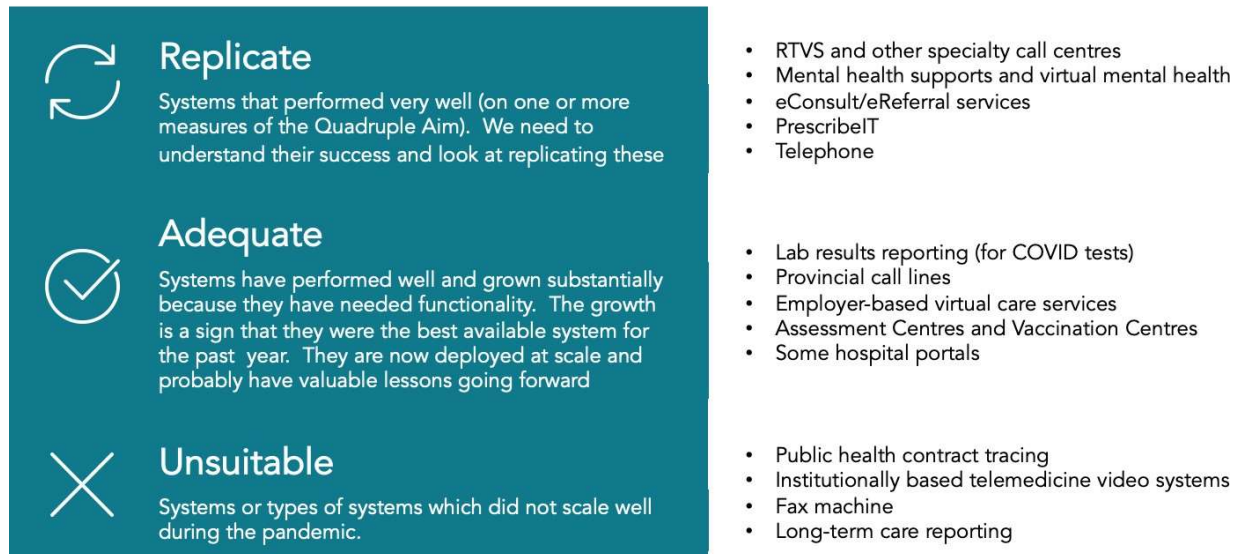 Replicate
Systems that performed very well (on one or more
measures of the Quadruple Aim).  We need to
understand their success and look at replicating these
• RTVS and other specialty call centres
• Mental health supports and virtual mental health
• eConsult/eReferral services
• PrescribeIT
• Telephone
Adequate
Systems have performed well and grown substantially
because they have needed functionality.  The growth
is a sign that they were the best available system for
the past  year.  They are now deployed at scale and
probably have valuable lessons going forward
• Lab results reporting (for COVID tests)
• Provincial call lines
• Employer-based virtual care services
• Assessment Centres and Vaccination Centres
• Some hospital portals
Unsuitable
Systems or types of systems which did not scale well
during the pandemic.
• Public health contract tracing
• Institutionally based telemedicine video systems
• Fax machine
• Long-term care reporting